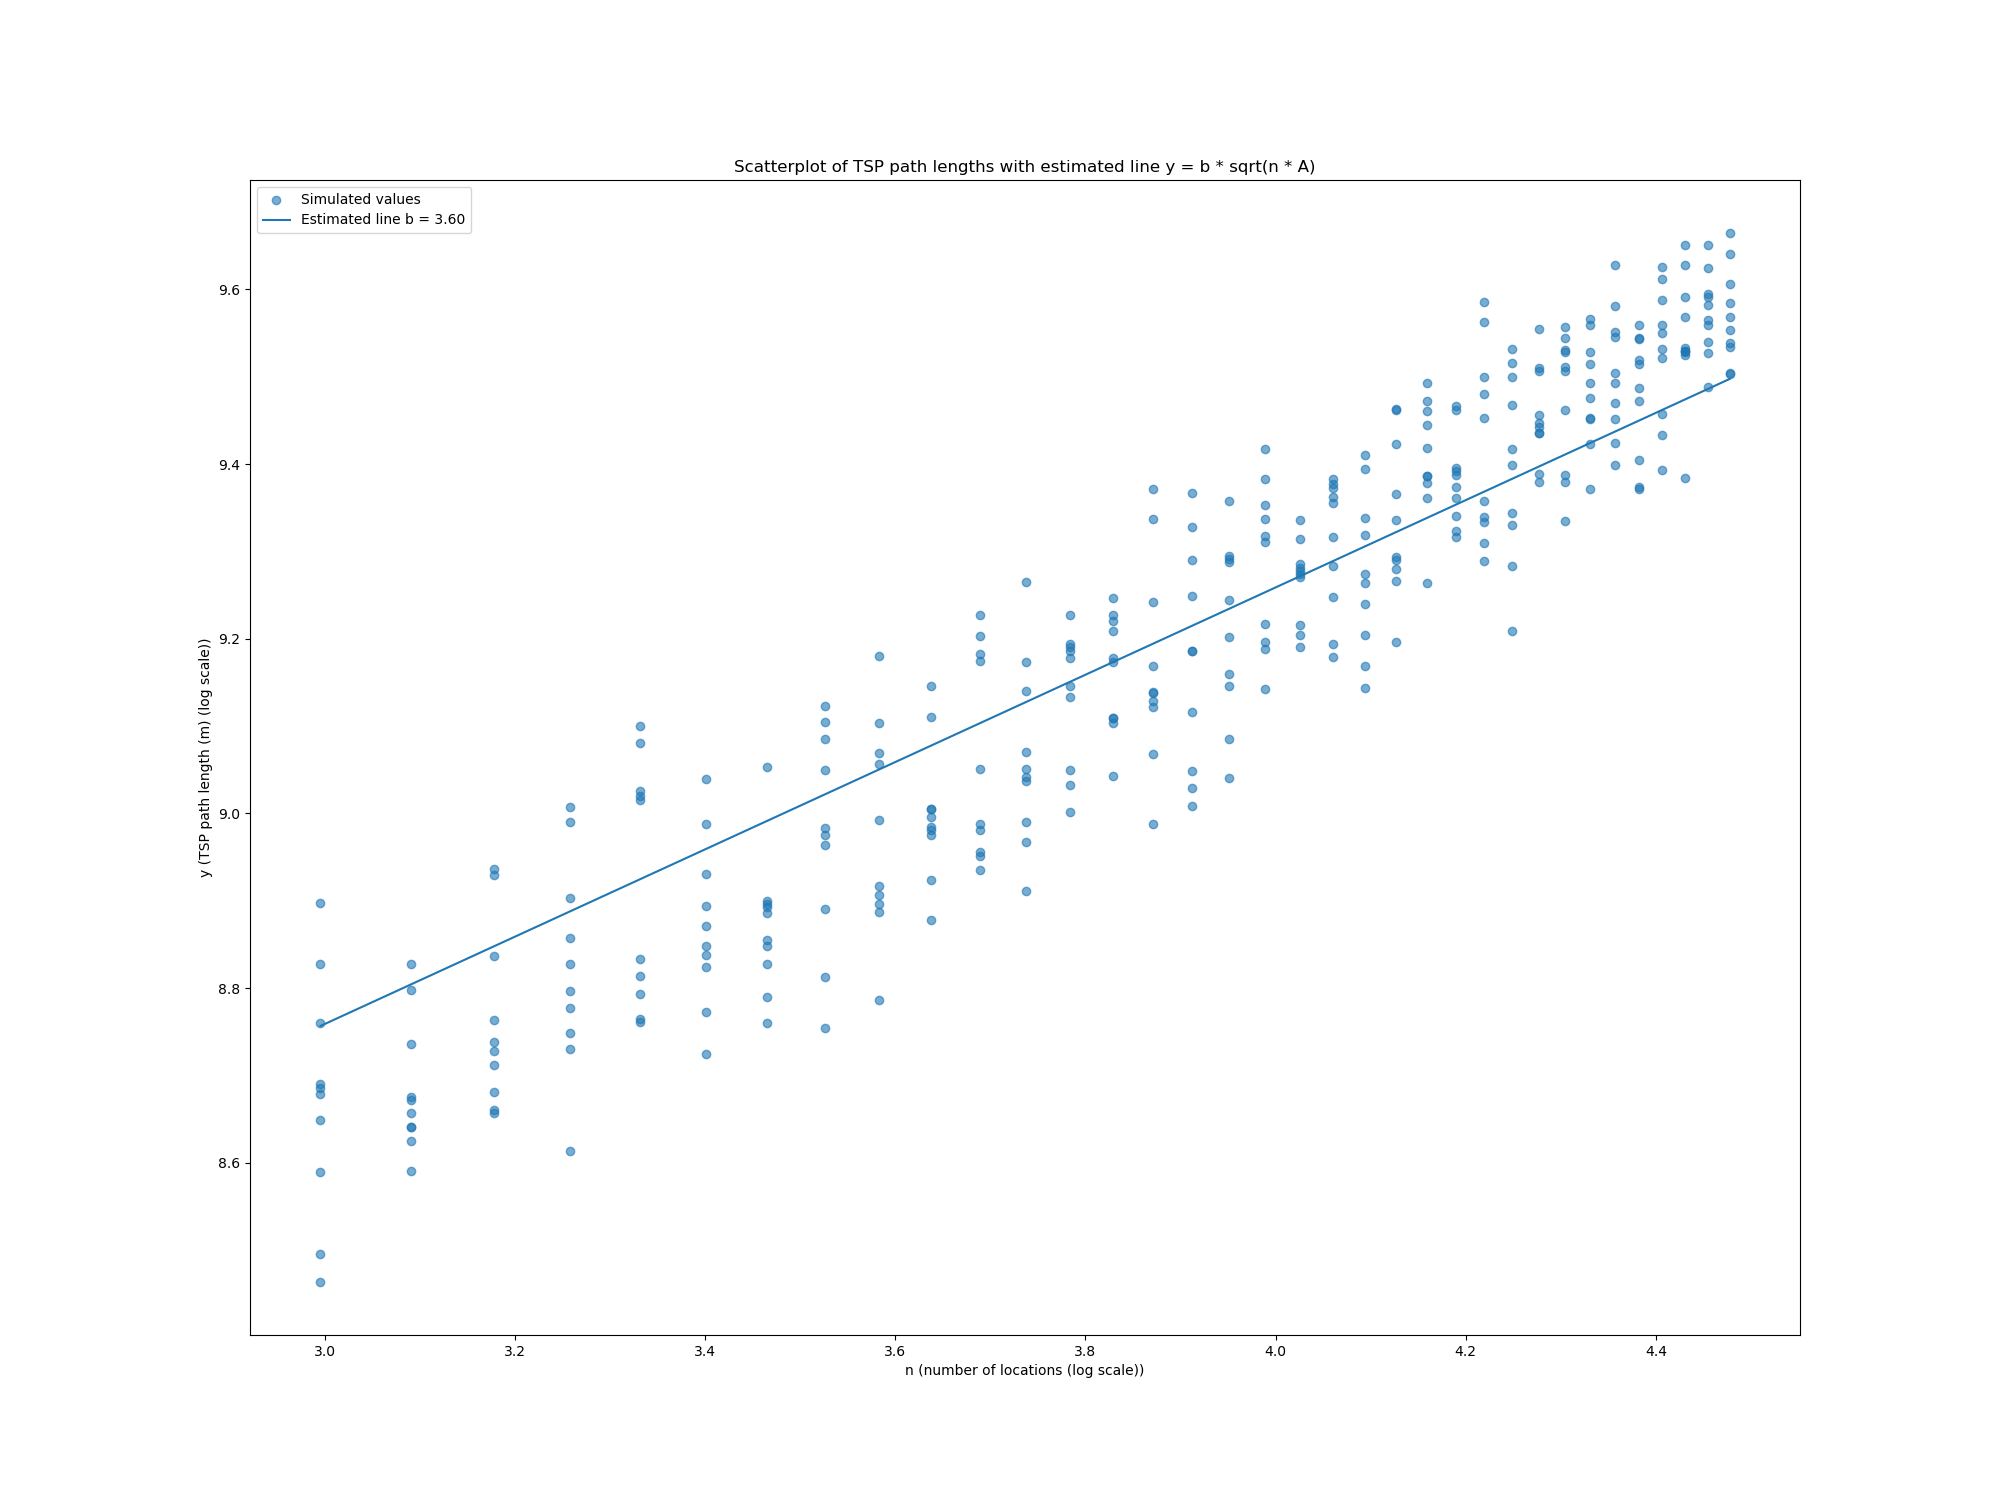 Scatterplot of TSP path lengths with estimated line y = b * sqrt(n * A)
Simulated values
Estimated line b = 3.60
9.6
9.4
9.2
9.0
8.8
8.6
y (TSP path length (m) (log scale))
3.0 3.2 3.4 3.6 3.8 4.0 4.2 4.4
n (number of locations (log scale))